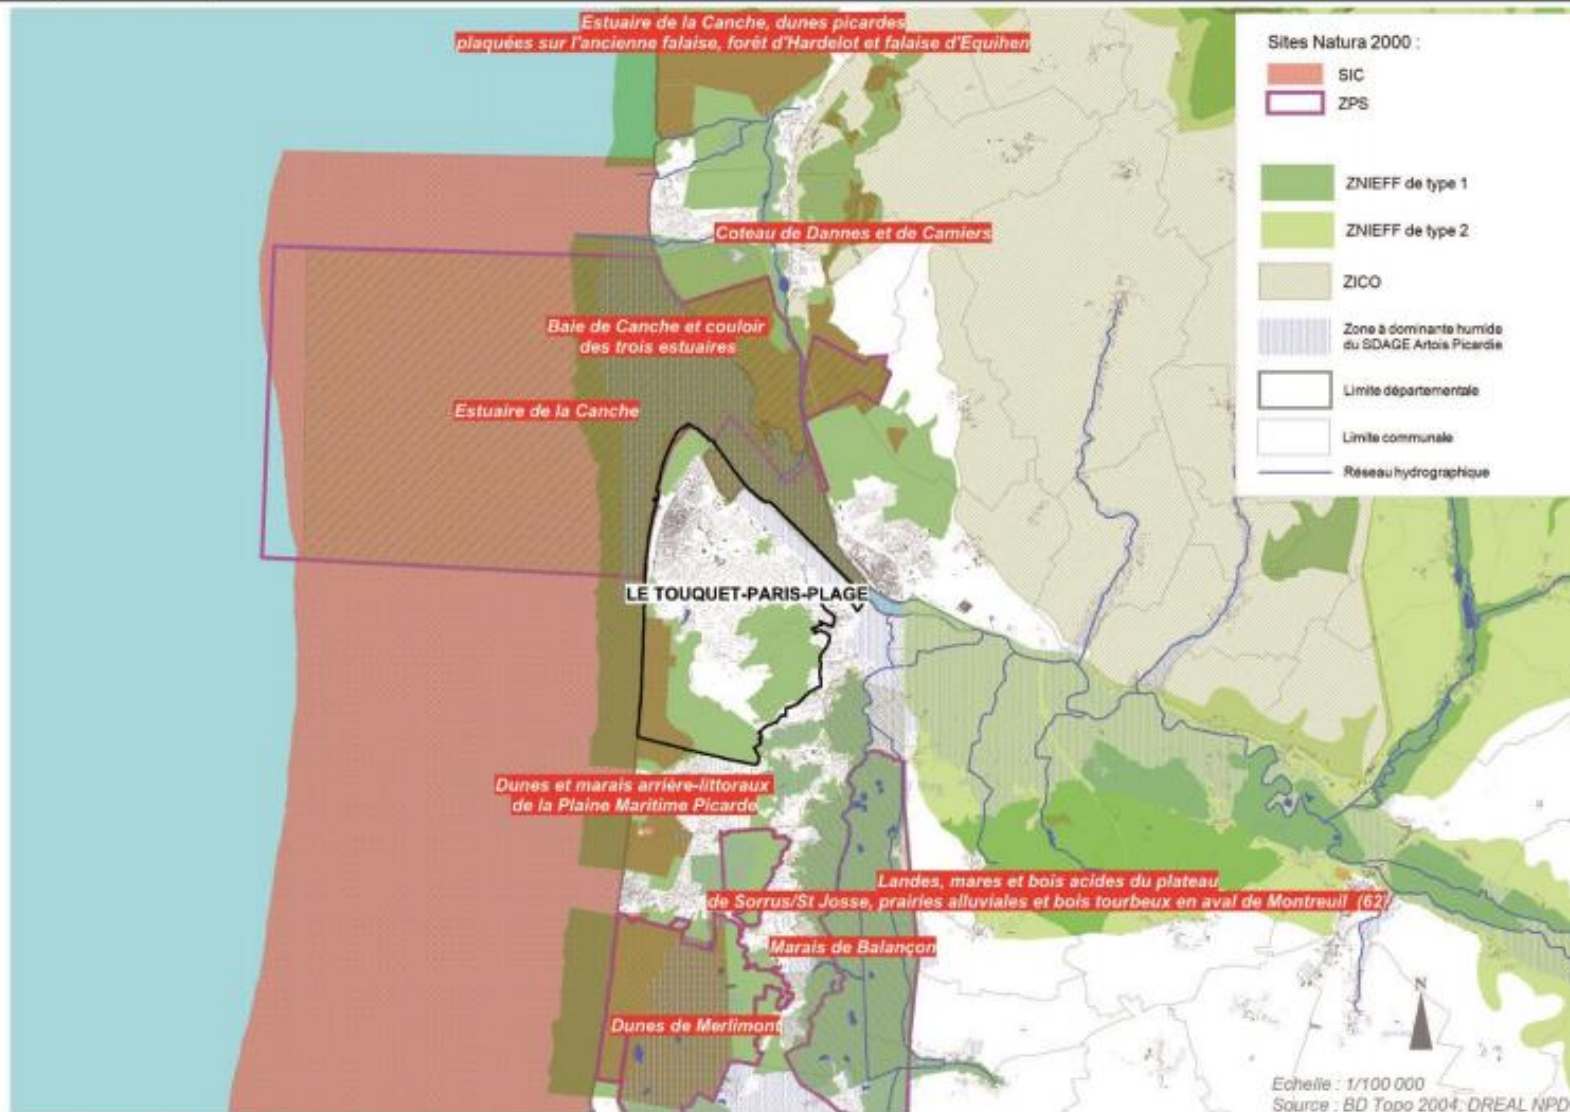 Estuaire de la Canche, dunes picardes
plaquées sur l'ancienne falaise, forêt d'Hardelot et falaise d'Equihen
Sites Natura 2000 :
SIC
ZPS
ZNIEFF de type 1
ZNIEFF de type 2
ZICO
Zone à dominante humide
du SDAGE Artois Picardie
Limite départementale
Limite communale
Réseau hydrographique
Coteau de Dannes et de Camiers
Baie de Canche et couloir
des trois estuaires
Estuaire de la Canche
LE TOUQUET-PARIS-PLAGE
Dunes et marais arrière-littoraux
de la Plaine Maritime Picarde
Landes, mares et bois acides du plateau
de Sorrus/St Josse, prairies alluviales et bois tourbeux en aval de Montreuil (62)
Marais de Balançon
Dunes de Merlimont
N
Echelle : 1/100 000
Source : BD Topo 2004, DREAL NPD